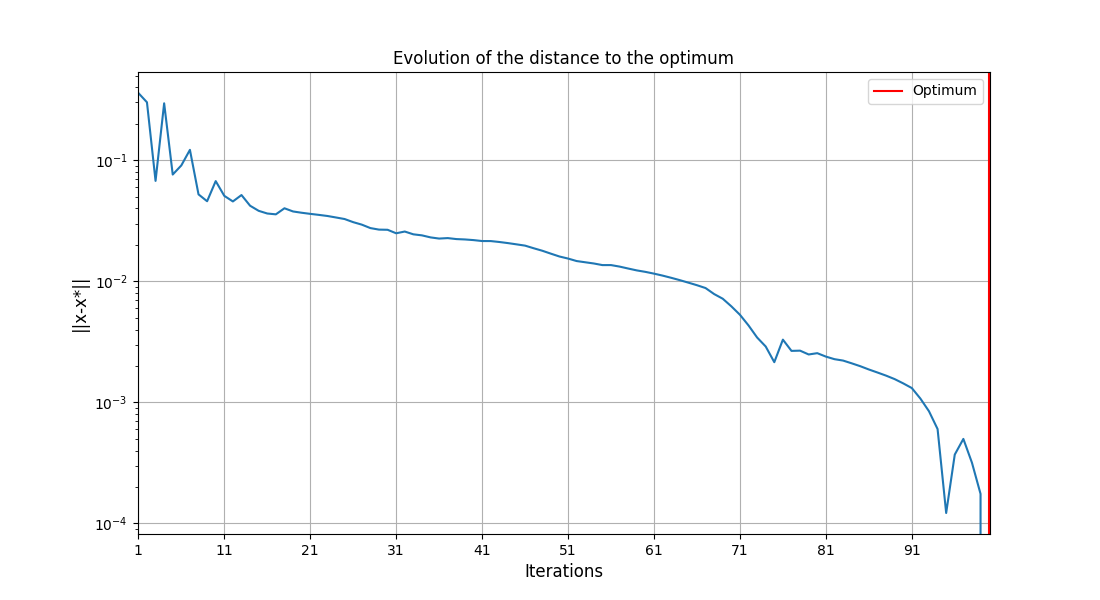 Evolution of the distance to the optimum
Optimum
10⁻¹
10⁻²
10⁻³
10⁻⁴
||x-x*||
1 11 21 31 41 51 61 71 81 91
Iterations